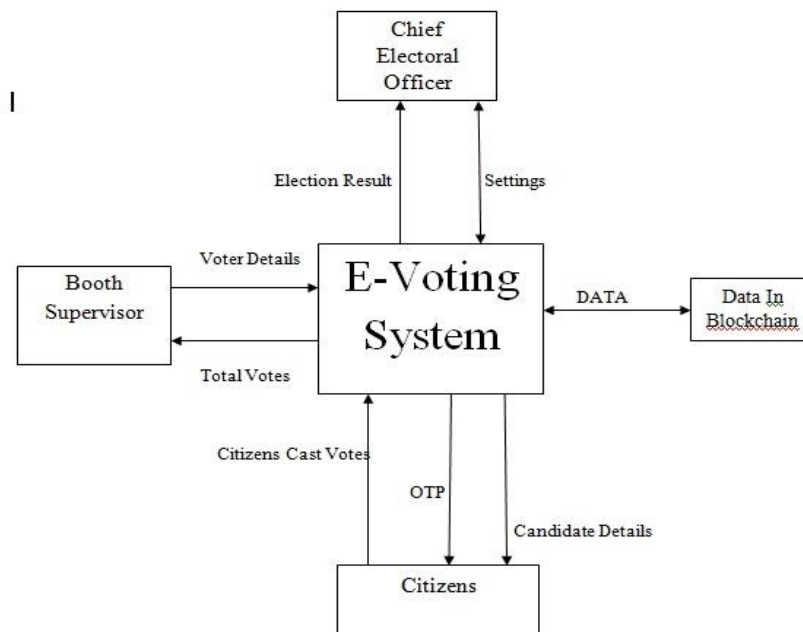 Chief
Electoral
Officer
I
Election Result
Settings
Voter Details
Booth
Supervisor
E-Voting
System
DATA
Data In
Blockchain
Total Votes
Citizens Cast Votes
OTP
Candidate Details
Citizens